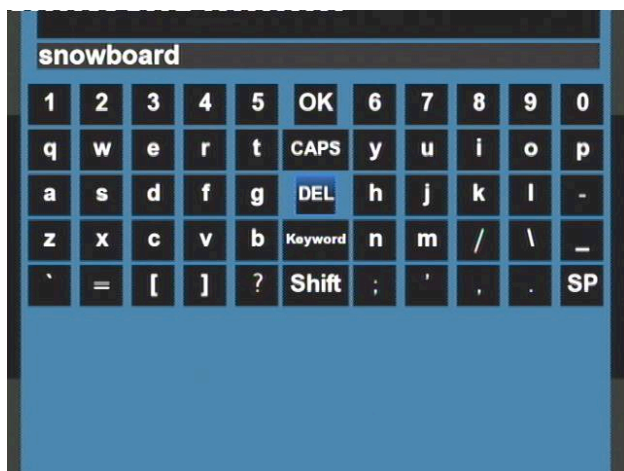 snowboard
1 2 3 4 5 OK 6 7 8 9 0
q w e r t CAPS y u i o p
a s d f g DEL h j k l -
z x c v b Keyword n m / \ _
` = [ ] ? Shift ; ' , . SP